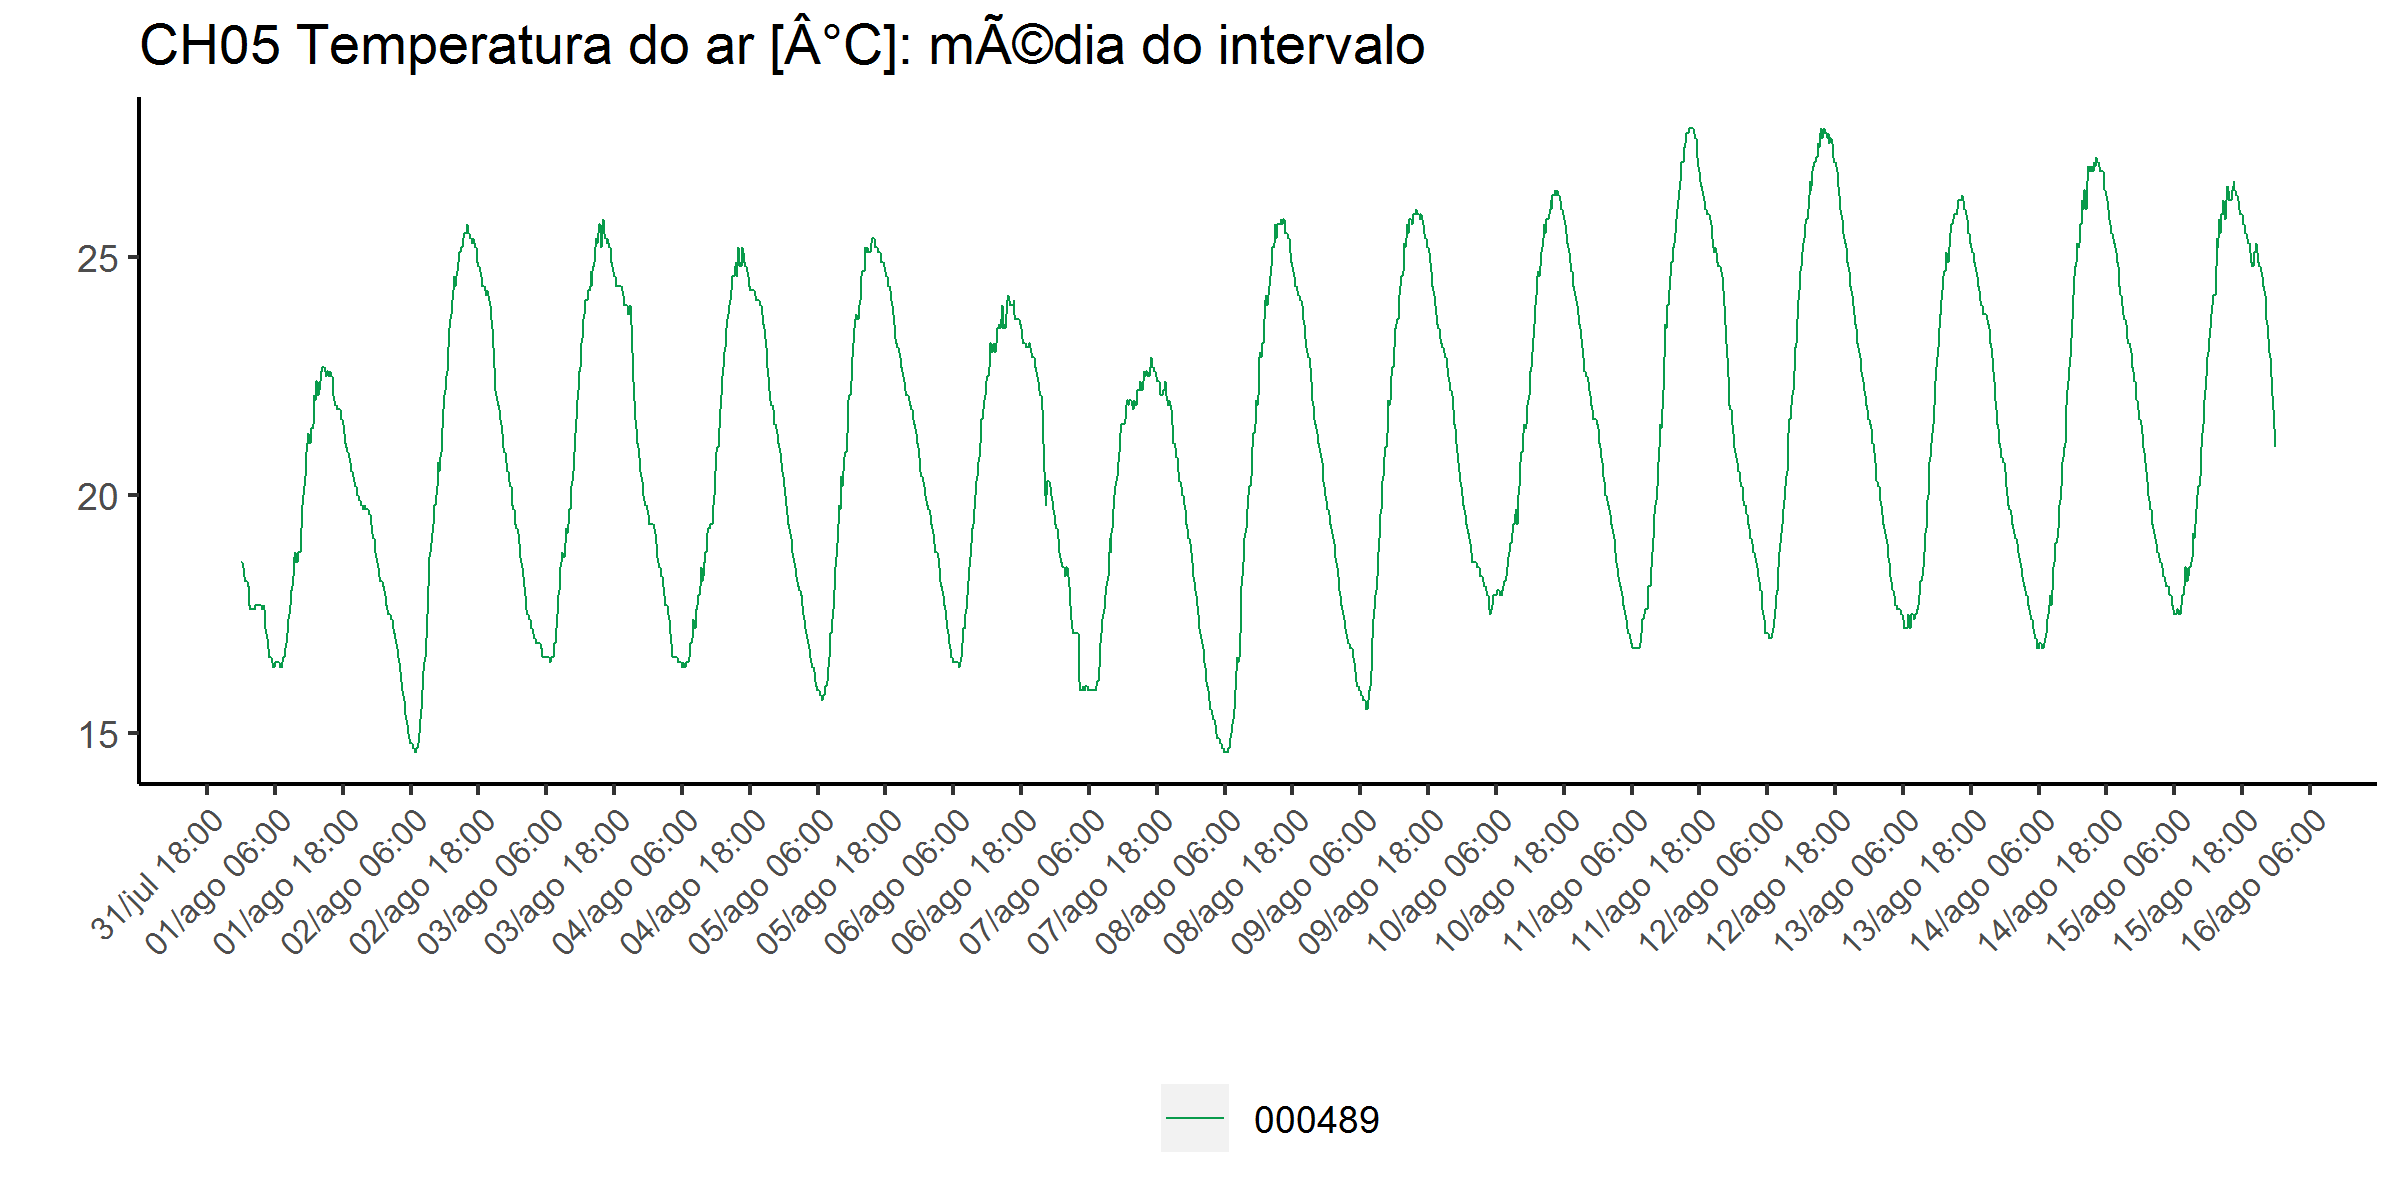 CH05 Temperatura do ar [Â°C]: mÃ©dia do intervalo
25
20
15
31/jul 18:00
01/ago 06:00
01/ago 18:00
02/ago 06:00
02/ago 18:00
03/ago 06:00
03/ago 18:00
04/ago 06:00
04/ago 18:00
05/ago 06:00
05/ago 18:00
06/ago 06:00
06/ago 18:00
07/ago 06:00
07/ago 18:00
08/ago 06:00
08/ago 18:00
09/ago 06:00
09/ago 18:00
10/ago 06:00
10/ago 18:00
11/ago 06:00
11/ago 18:00
12/ago 06:00
12/ago 18:00
13/ago 06:00
13/ago 18:00
14/ago 06:00
14/ago 18:00
15/ago 06:00
15/ago 18:00
16/ago 06:00
000489